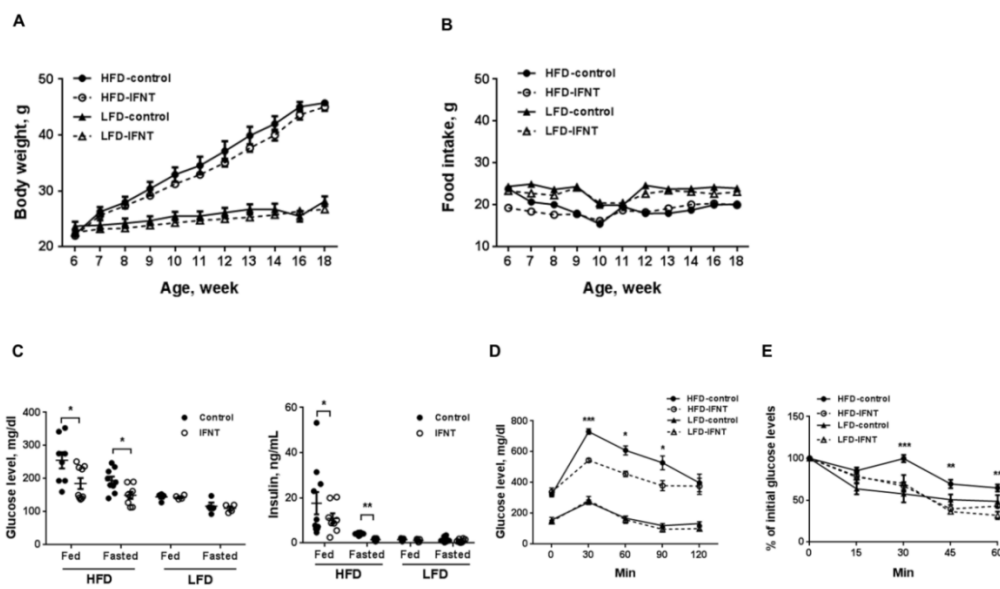 A
B
HFD-control
HFD-IFNT
LFD-control
LFD-IFNT
50
40
30
20
Body weight, g
6 7 8 9 10 11 12 13 14 16 18
Age, week
HFD-control
HFD-IFNT
LFD-control
LFD-IFNT
50
40
30
20
10
Food intake, g
6 7 8 9 10 11 12 13 14 16 18
Age, week
C
D
E
400
300
200
100
0
Glucose level, mg/dl
Control
IFNT
*
*
Fed Fasted Fed Fasted
HFD LFD
60
40
20
0
Insulin, ng/mL
Control
IFNT
*
**
Fed Fasted Fed Fasted
HFD LFD
HFD-control
HFD-IFNT
LFD-control
LFD-IFNT
800
600
400
200
0
Glucose level, mg/dl
***
*
*
0 30 60 90 120
Min
HFD-control
HFD-IFNT
LFD-control
LFD-IFNT
150
100
50
0
% of initial glucose levels
***
**
**
0 15 30 45 60
Min